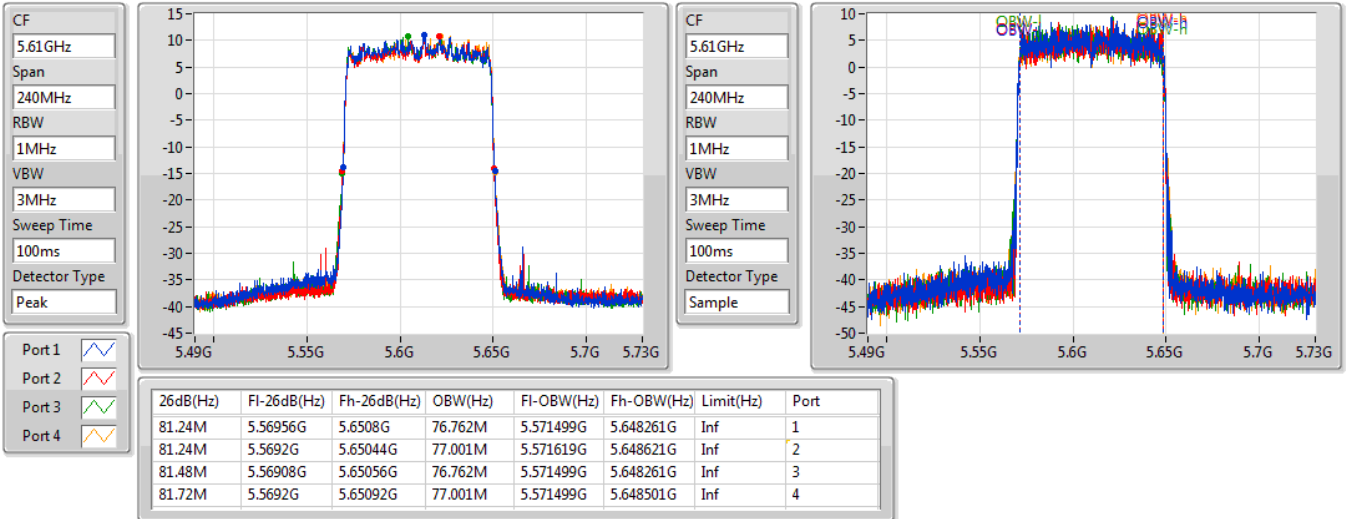 CF
5.61GHz
Span
240MHz
RBW
1MHz
VBW
3MHz
Sweep Time
100ms
Detector Type
Peak
15
10
5
0
-5
-10
-15
-20
-25
-30
-35
-40
-45
5.49G 5.55G 5.6G 5.65G 5.7G 5.73G
CF
5.61GHz
Span
240MHz
RBW
1MHz
VBW
3MHz
Sweep Time
100ms
Detector Type
Sample
10
5
0
-5
-10
-15
-20
-25
-30
-35
-40
-45
-50
OBW-l OBW-h
5.49G 5.55G 5.6G 5.65G 5.7G 5.73G
Port 1
Port 2
Port 3
Port 4
26dB(Hz) Fl-26dB(Hz) Fh-26dB(Hz) OBW(Hz) Fl-OBW(Hz) Fh-OBW(Hz) Limit(Hz) Port
81.24M 5.56956G 5.6508G 76.762M 5.571499G 5.648261G Inf 1
81.24M 5.5692G 5.65044G 77.001M 5.571619G 5.648621G Inf 2
81.48M 5.56908G 5.65056G 76.762M 5.571499G 5.648261G Inf 3
81.72M 5.5692G 5.65092G 77.001M 5.571499G 5.648501G Inf 4